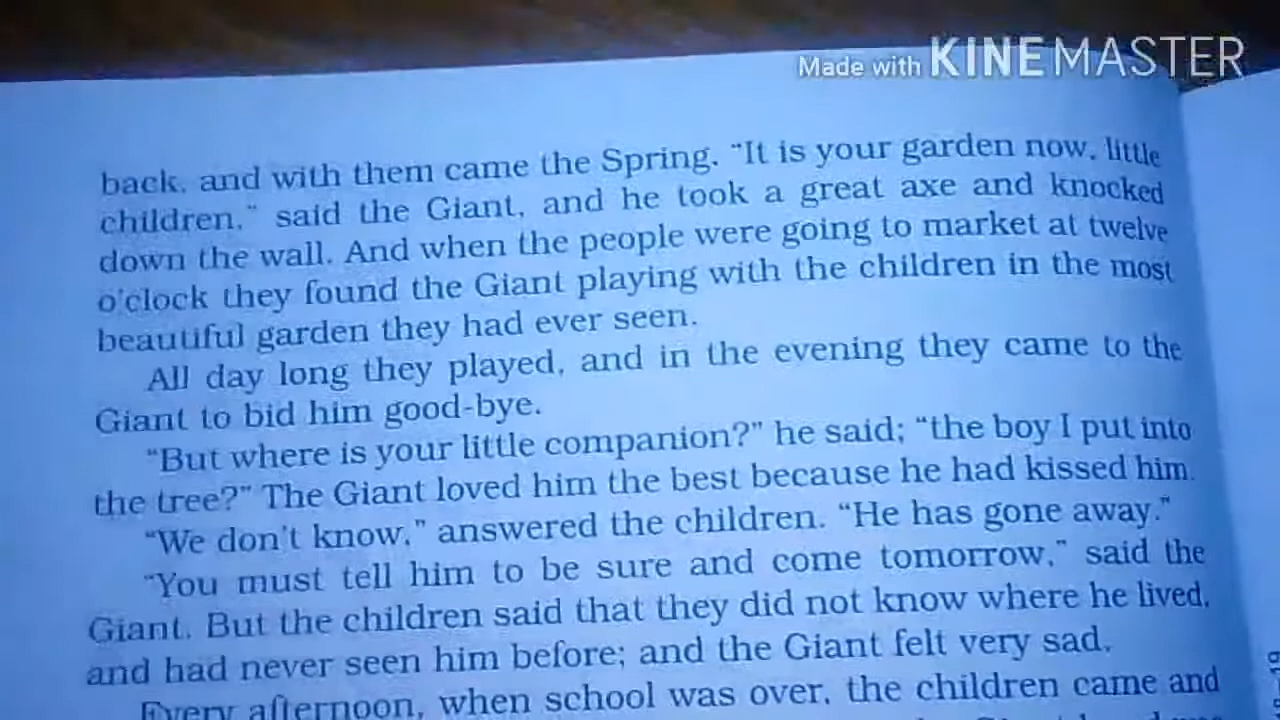 Made with KINEMASTER
back, and with them came the Spring. "It is your garden now, little
children," said the Giant, and he took a great axe and knocked
down the wall. And when the people were going to market at twelve
o'clock they found the Giant playing with the children in the most
beautiful garden they had ever seen.
All day long they played, and in the evening they came to the
Giant to bid him good-bye.
"But where is your little companion?" he said; "the boy I put into
the tree?" The Giant loved him the best because he had kissed him.
"We don't know," answered the children. "He has gone away."
"You must tell him to be sure and come tomorrow," said the
Giant. But the children said that they did not know where he lived,
and had never seen him before; and the Giant felt very sad.
Every afternoon, when school was over, the children came and